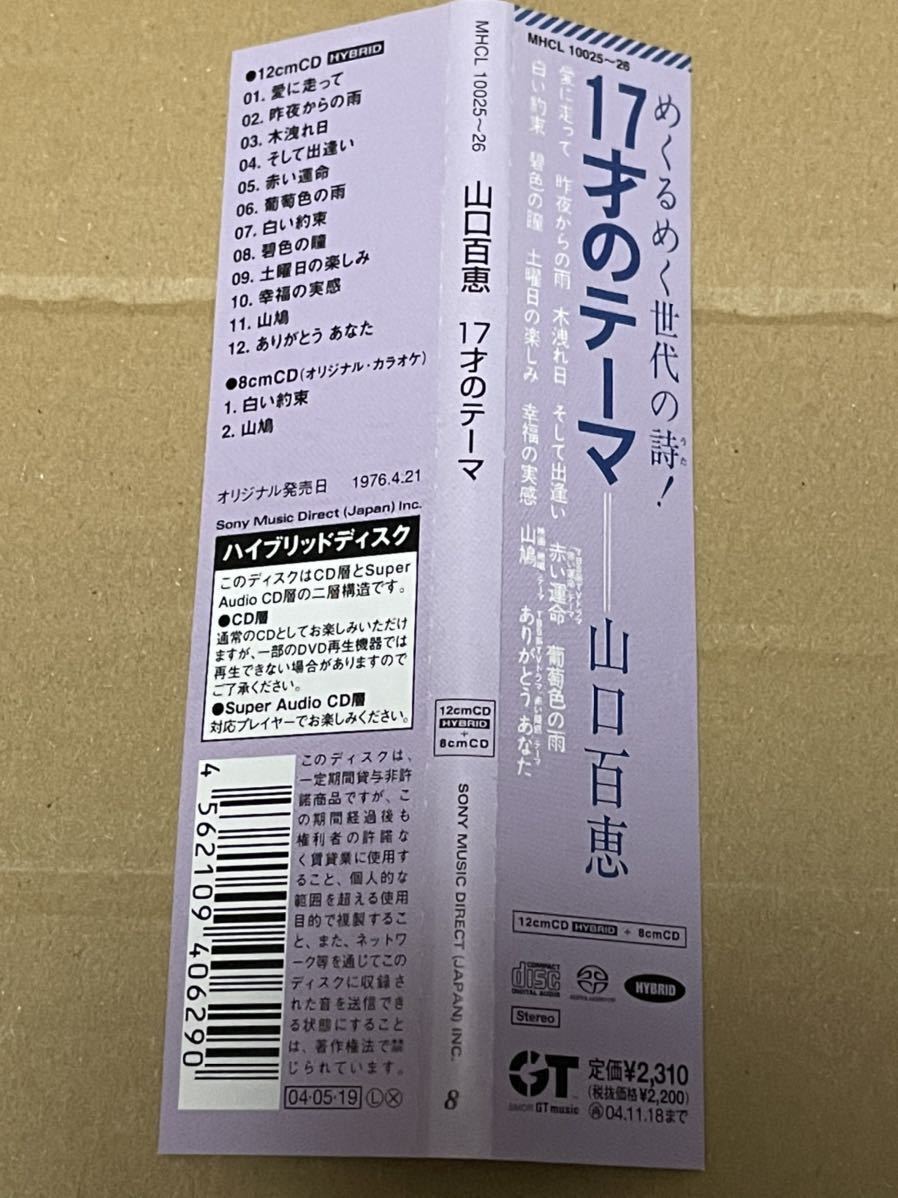 ●12cmCD HYBRID
01. 愛に走って
02. 昨夜からの雨
03. 木洩れ日
04. そして出逢い
05. 赤い運命
06. 葡萄色の雨
07. 白い約束
08. 碧色の瞳
09. 土曜日の楽しみ
10. 幸福の実感
11. 山鳩
12. ありがとう あなた
●8cmCD(オリジナル・カラオケ)
1. 白い約束
2. 山鳩
オリジナル発売日 1976.4.21
Sony Music Direct (Japan) Inc.
ハイブリッドディスク
このディスクはCD層とSuper
Audio CD層の二層構造です。
●CD層
通常のCDとしてお楽しみいただけ
ますが、一部のDVD再生機器では
再生できない場合がありますので
ご了承ください。
●Super Audio CD層
対応プレイヤーでお楽しみください。
このディスクは、
一定期間貸与非許
諾商品ですが、こ
の期間経過後も
権利者の許諾な
く賃貸業に使用す
ること、個人的な
範囲を超える使用
目的で複製するこ
と、また、ネットワ
ーク等を通じてこの
ディスクに収録さ
れた音を送信でき
る状態にすること
は、著作権法で禁
じられています。
4 562109 406290
04・05・19 L X
MHCL 10025〜26
山口百恵 17才のテーマ
12cmCD
HYBRID
+
8cmCD
SONY MUSIC DIRECT (JAPAN) INC.
8
MHCL 10025〜26
めくるめく世代の詩!
うた
17才のテーマ——山口百恵
愛に走って 昨夜からの雨 木洩れ日 そして出逢い 赤い運命 葡萄色の雨
白い約束 碧色の瞳 土曜日の楽しみ 幸福の実感 山鳩 ありがとう あなた
12cmCD HYBRID + 8cmCD
COMPACT
disc
DIGITAL AUDIO
SUPER AUDIO CD
HYBRID
Stereo
GT
GT music
定価¥2,310
(税抜価格¥2,200)
再04.11.18まで